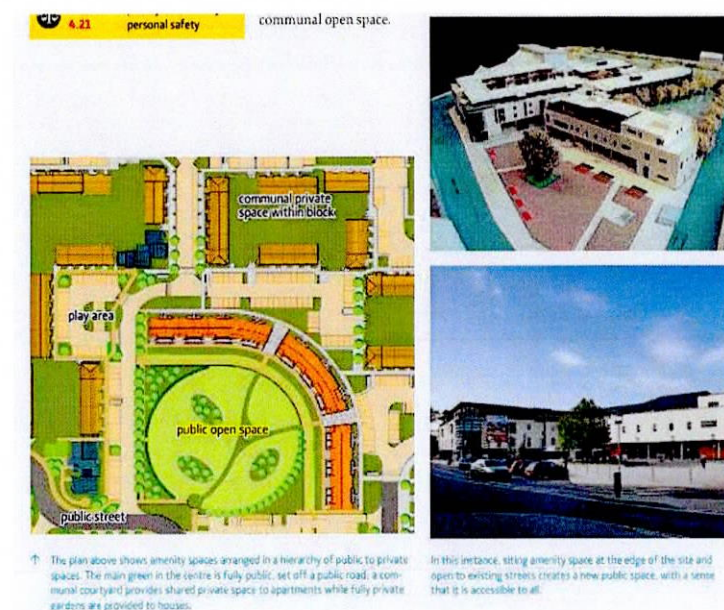 4.21
personal safety
communal open space.
communal private
space within block
play area
public open space
public street
↑ The plan above shows amenity spaces arranged in a hierarchy of public to private
spaces. The main green in the centre is fully public, set off a public road; a com-
munal courtyard provides shared private space to apartments while fully private
gardens are provided to houses.
In this instance, siting amenity space at the edge of the site and
open to existing streets creates a new public space, with a sense
that it is accessible to all.